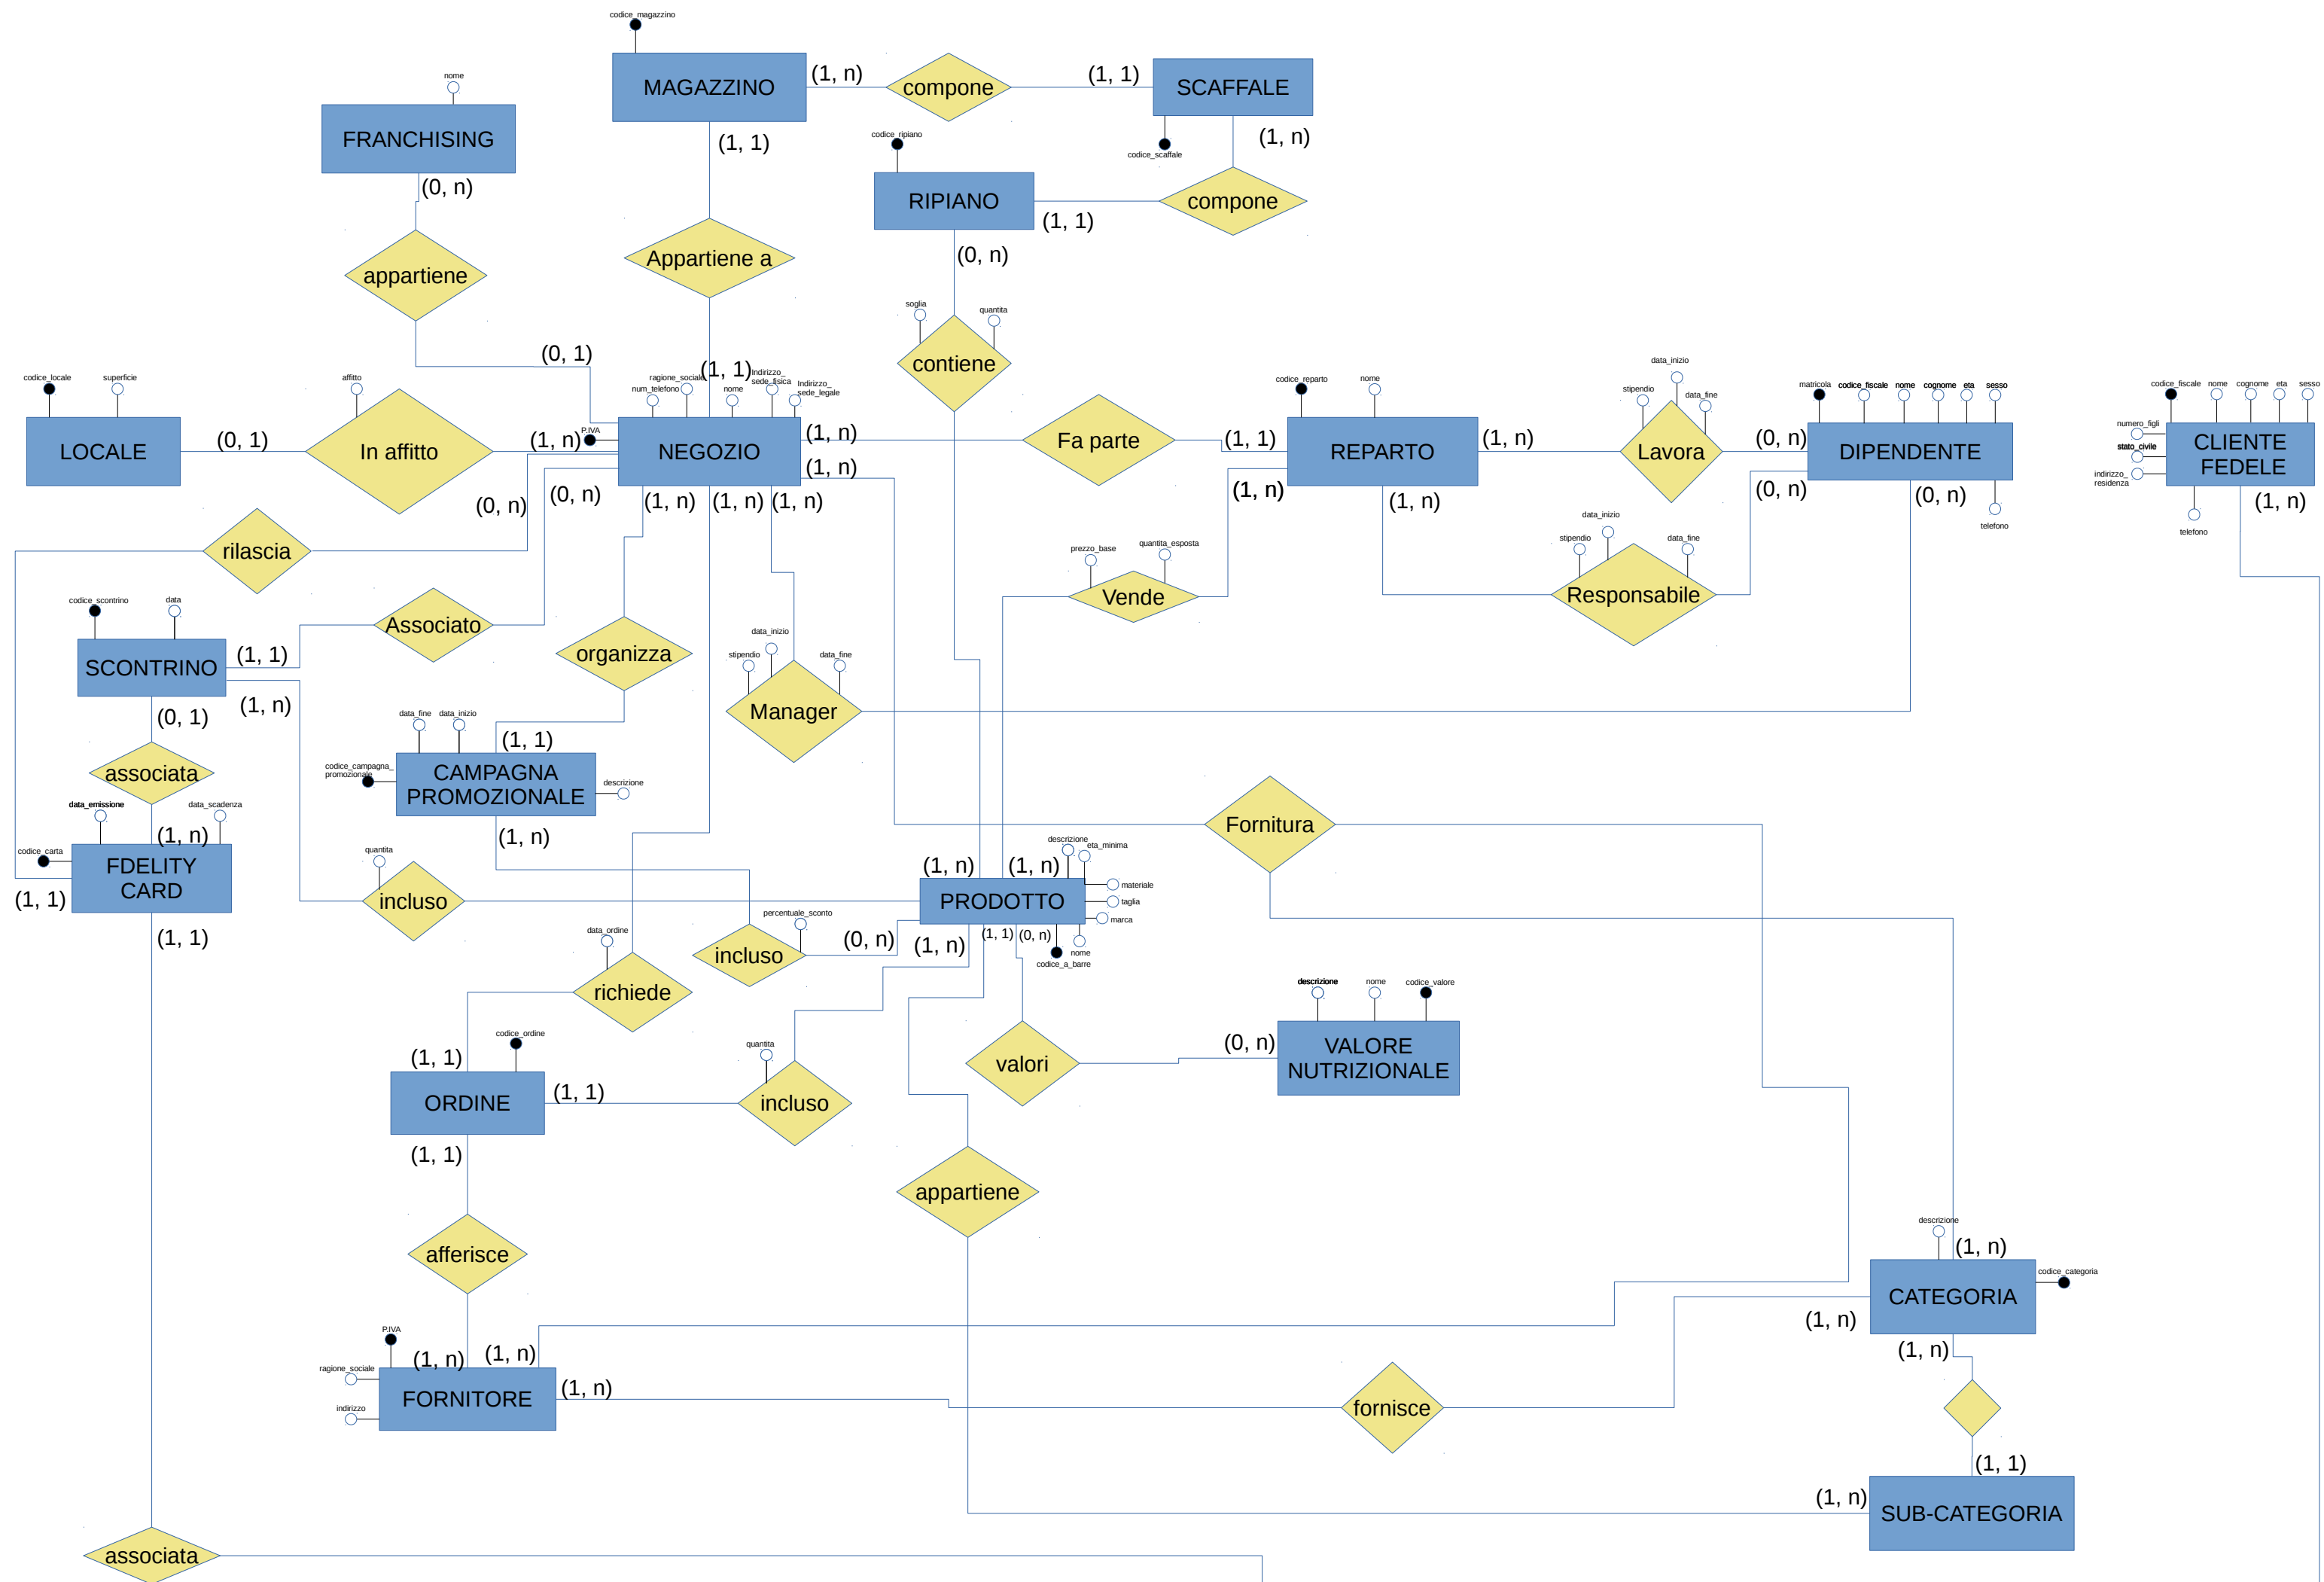 codice_magazzino
MAGAZZINO
(1, n)
compone
(1, 1)
SCAFFALE
nome
FRANCHISING
(1, 1)
codice_ripiano
codice_scaffale
(1, n)
(0, n)
RIPIANO
(1, 1)
compone
appartiene
Appartiene a
(0, n)
soglia
quantita
contiene
(0, 1)
(1, 1)
codice_locale
superficie
affitto
ragione_sociale
num_telefono
nome
Indirizzo_
sede_fisica
Indirizzo_
sede_legale
codice_reparto
nome
data_inizio
stipendio
data_fine
matricola
codice_fiscale
nome
cognome
eta
sesso
codice_fiscale
nome
cognome
eta
sesso
LOCALE
(0, 1)
In affitto
(1, n)
P.IVA
NEGOZIO
(1, n)
Fa parte
(1, 1)
REPARTO
(1, n)
Lavora
(0, n)
DIPENDENTE
numero_figli
stato_civile
indirizzo_
residenza
CLIENTE
FEDELE
(1, n)
(0, n)
(0, n)
(1, n)
(1, n)
(1, n)
(1, n)
(1, n)
(0, n)
(0, n)
telefono
(1, n)
telefono
rilascia
data_inizio
stipendio
data_fine
prezzo_base
quantita_esposta
Vende
Responsabile
codice_scontrino
data
Associato
SCONTRINO
(1, 1)
organizza
data_inizio
stipendio
data_fine
Manager
(0, 1)
(1, n)
data_fine
data_inizio
(1, 1)
associata
codice_campagna_
promozionale
CAMPAGNA
PROMOZIONALE
descrizione
data_emissione
data_scadenza
(1, n)
(1, n)
Fornitura
codice_carta
FDELITY
CARD
(1, 1)
quantita
incluso
(1, n)
(1, n)
descrizione
eta_minima
PRODOTTO
materiale
taglia
marca
(1, 1)
percentuale_sconto
incluso
(0, n)
(1, n)
(1, 1)
(0, n)
nome
codice_a_barre
data_ordine
richiede
descrizione
nome
codice_valore
codice_ordine
(1, 1)
quantita
valori
(0, n)
VALORE
NUTRIZIONALE
ORDINE
(1, 1)
incluso
(1, 1)
appartiene
afferisce
descrizione
(1, n)
codice_categoria
CATEGORIA
P.IVA
(1, n)
(1, n)
(1, n)
(1, n)
ragione_sociale
indirizzo
FORNITORE
(1, n)
fornisce
(1, 1)
(1, n)
SUB-CATEGORIA
associata